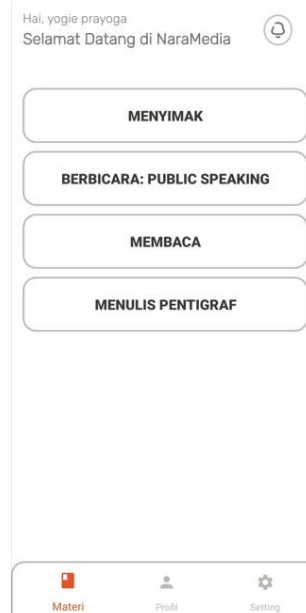 Hai, yogie prayoga
Selamat Datang di NaraMedia
MENYIMAK
BERBICARA: PUBLIC SPEAKING
MEMBACA
MENULIS PENTIGRAF
Materi
Profil
Setting